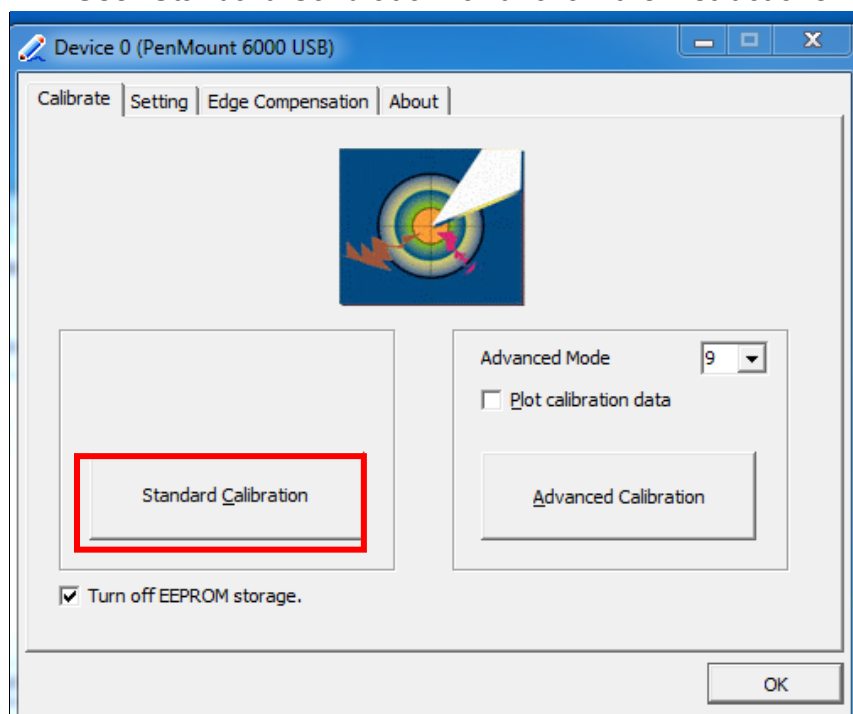 Device 0 (PenMount 6000 USB)
Calibrate Setting Edge Compensation About
Advanced Mode 9
Plot calibration data
Standard Calibration
Advanced Calibration
Turn off EEPROM storage.
OK